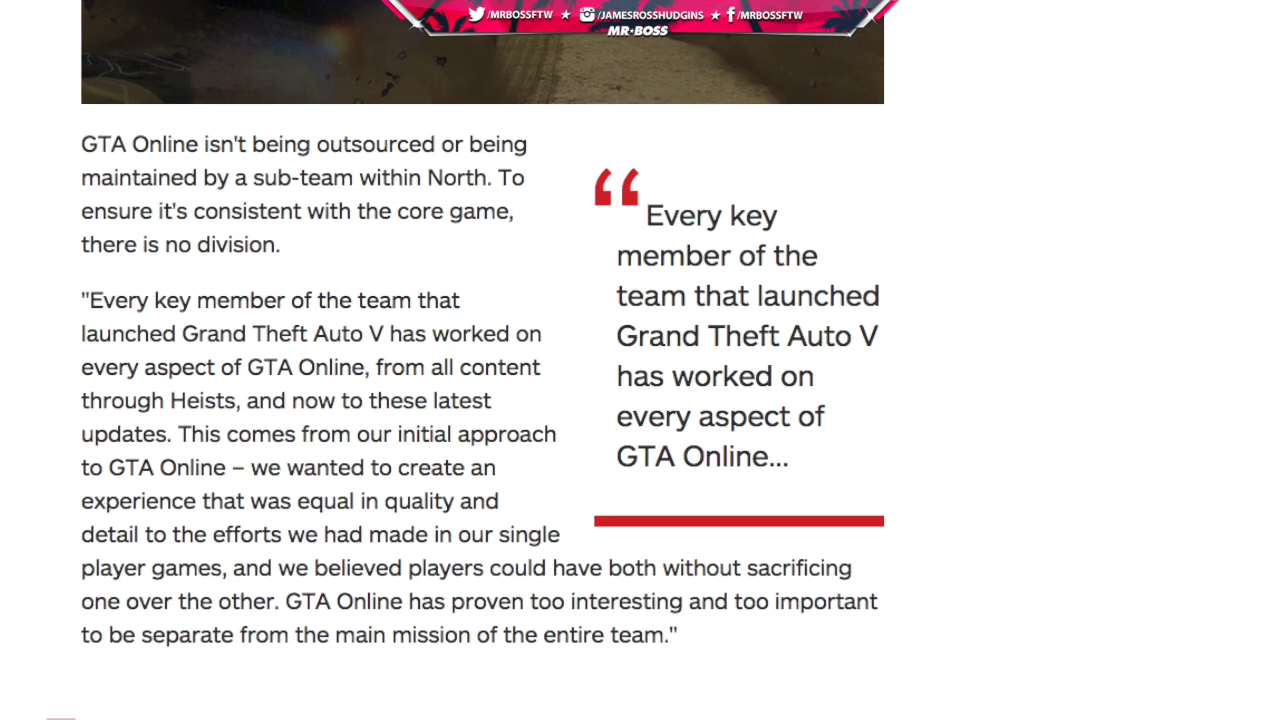 /MRBOSSFTW ★ /JAMESROSSHUDGINS ★ f/MRBOSSFTW
MR•BOSS
GTA Online isn't being outsourced or being
maintained by a sub-team within North. To
ensure it's consistent with the core game,
there is no division.
"Every key member of the team that
launched Grand Theft Auto V has worked on
every aspect of GTA Online, from all content
through Heists, and now to these latest
updates. This comes from our initial approach
to GTA Online – we wanted to create an
experience that was equal in quality and
detail to the efforts we had made in our single
player games, and we believed players could have both without sacrificing
one over the other. GTA Online has proven too interesting and too important
to be separate from the main mission of the entire team."
“ Every key
member of the
team that launched
Grand Theft Auto V
has worked on
every aspect of
GTA Online...